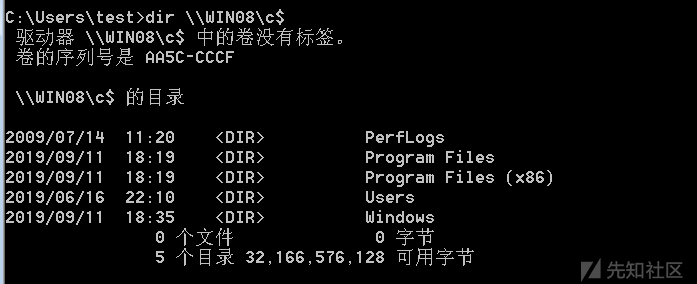 C:\Users\test>dir \\WIN08\c$
驱动器 \\WIN08\c$ 中的卷没有标签。
卷的序列号是 AA5C-CCCF
\\WIN08\c$ 的目录
2009/07/14  11:20    <DIR>          PerfLogs
2019/09/11  18:19    <DIR>          Program Files
2019/09/11  18:19    <DIR>          Program Files (x86)
2019/06/16  22:10    <DIR>          Users
2019/09/11  18:35    <DIR>          Windows
0 个文件              0 字节
5 个目录 32,166,576,128 可用字节
先知社区